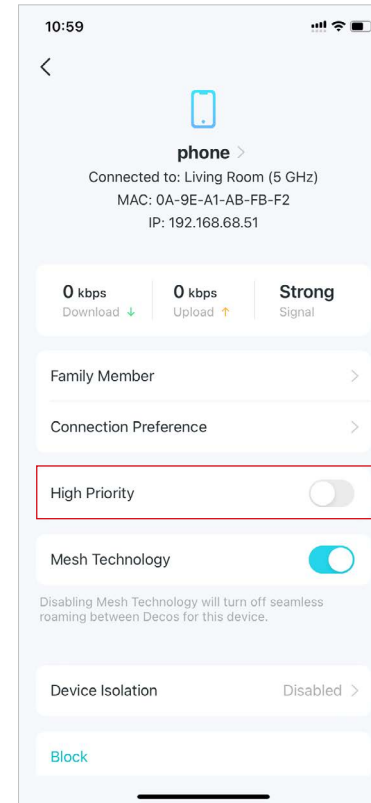 10:59
phone
Connected to: Living Room (5 GHz)
MAC: 0A-9E-A1-AB-FB-F2
IP: 192.168.68.51
0 kbps 0 kbps Strong
Download ↓ Upload ↑ Signal
Family Member
Connection Preference
High Priority
Mesh Technology
Disabling Mesh Technology will turn off seamless
roaming between Decos for this device.
Device Isolation Disabled
Block